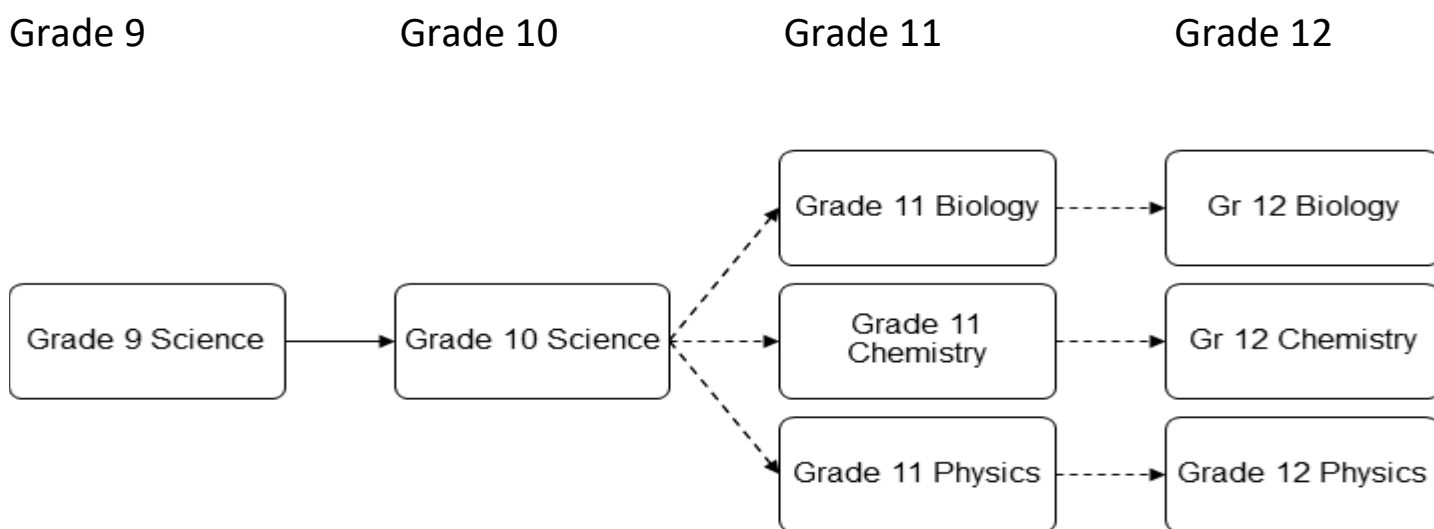 Grade 9
Grade 10
Grade 11
Grade 12
Grade 11 Biology
Gr 12 Biology
Grade 9 Science
Grade 10 Science
Grade 11
Chemistry
Gr 12 Chemistry
Grade 11 Physics
Grade 12 Physics